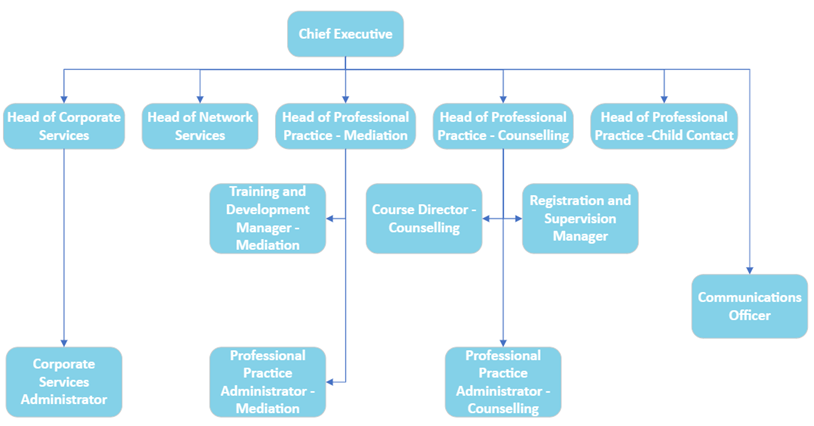 Chief Executive
Head of Corporate
Services
Head of Network
Services
Head of Professional
Practice - Mediation
Head of Professional
Practice - Counselling
Head of Professional
Practice -Child Contact
Training and
Development
Manager -
Mediation
Course Director -
Counselling
Registration and
Supervision
Manager
Communications
Officer
Corporate
Services
Administrator
Professional
Practice
Administrator -
Mediation
Professional
Practice
Administrator -
Counselling